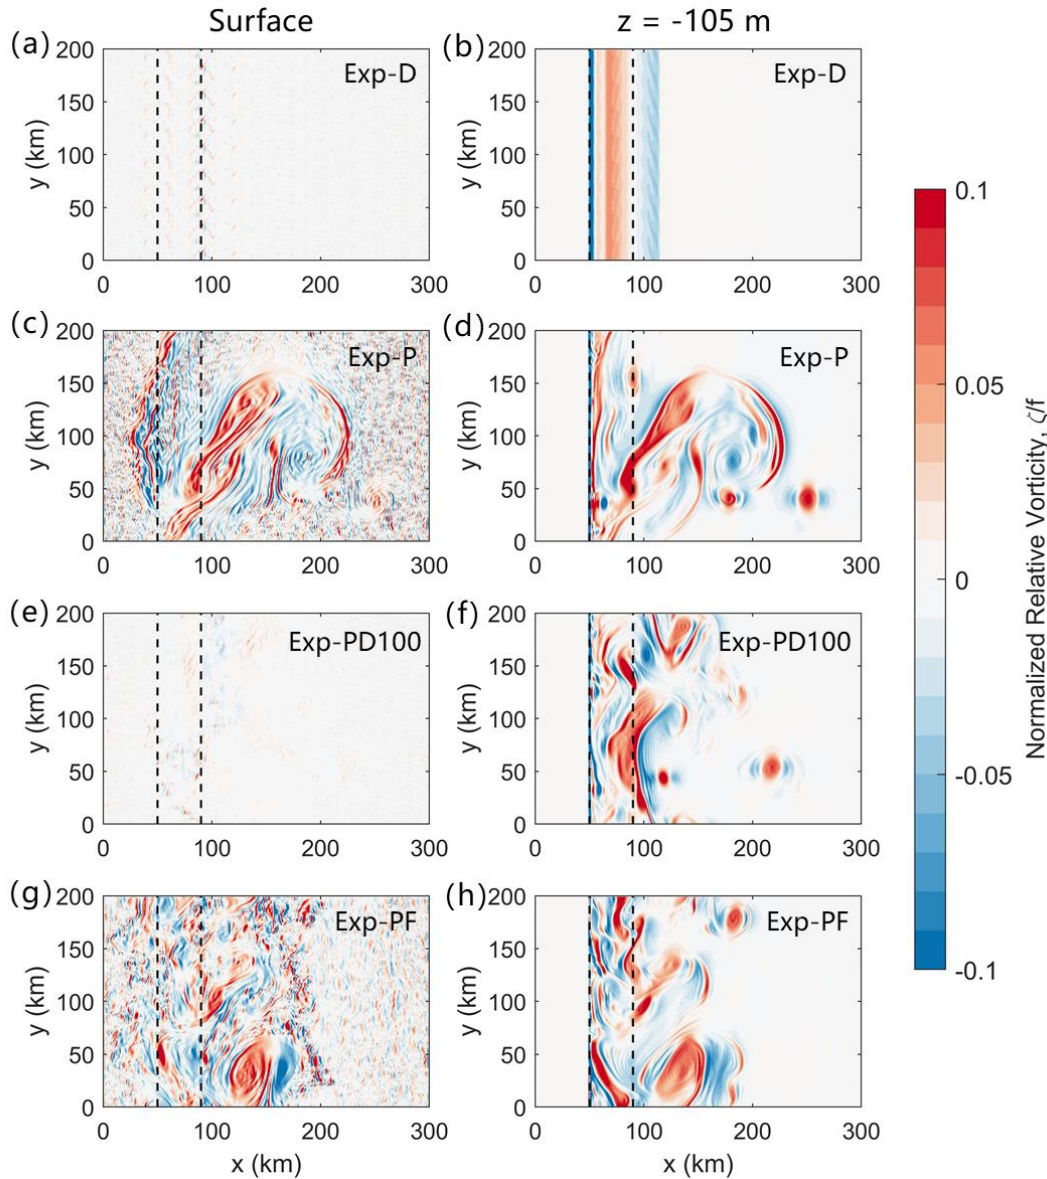 Surface
z = -105 m
(a)
200
150
100
50
0
y (km)
Exp-D
0
100
200
300
(b)
200
150
100
50
0
y (km)
Exp-D
0
100
200
300
(c)
200
150
100
50
0
y (km)
Exp-P
0
100
200
300
(d)
200
150
100
50
0
y (km)
Exp-P
0
100
200
300
(e)
200
150
100
50
0
y (km)
Exp-PD100
0
100
200
300
(f)
200
150
100
50
0
y (km)
Exp-PD100
0
100
200
300
(g)
200
150
100
50
0
y (km)
Exp-PF
0
100
200
300
x (km)
(h)
200
150
100
50
0
y (km)
Exp-PF
0
100
200
300
x (km)
0.1
0.05
0
-0.05
-0.1
Normalized Relative Vorticity, ζ/f